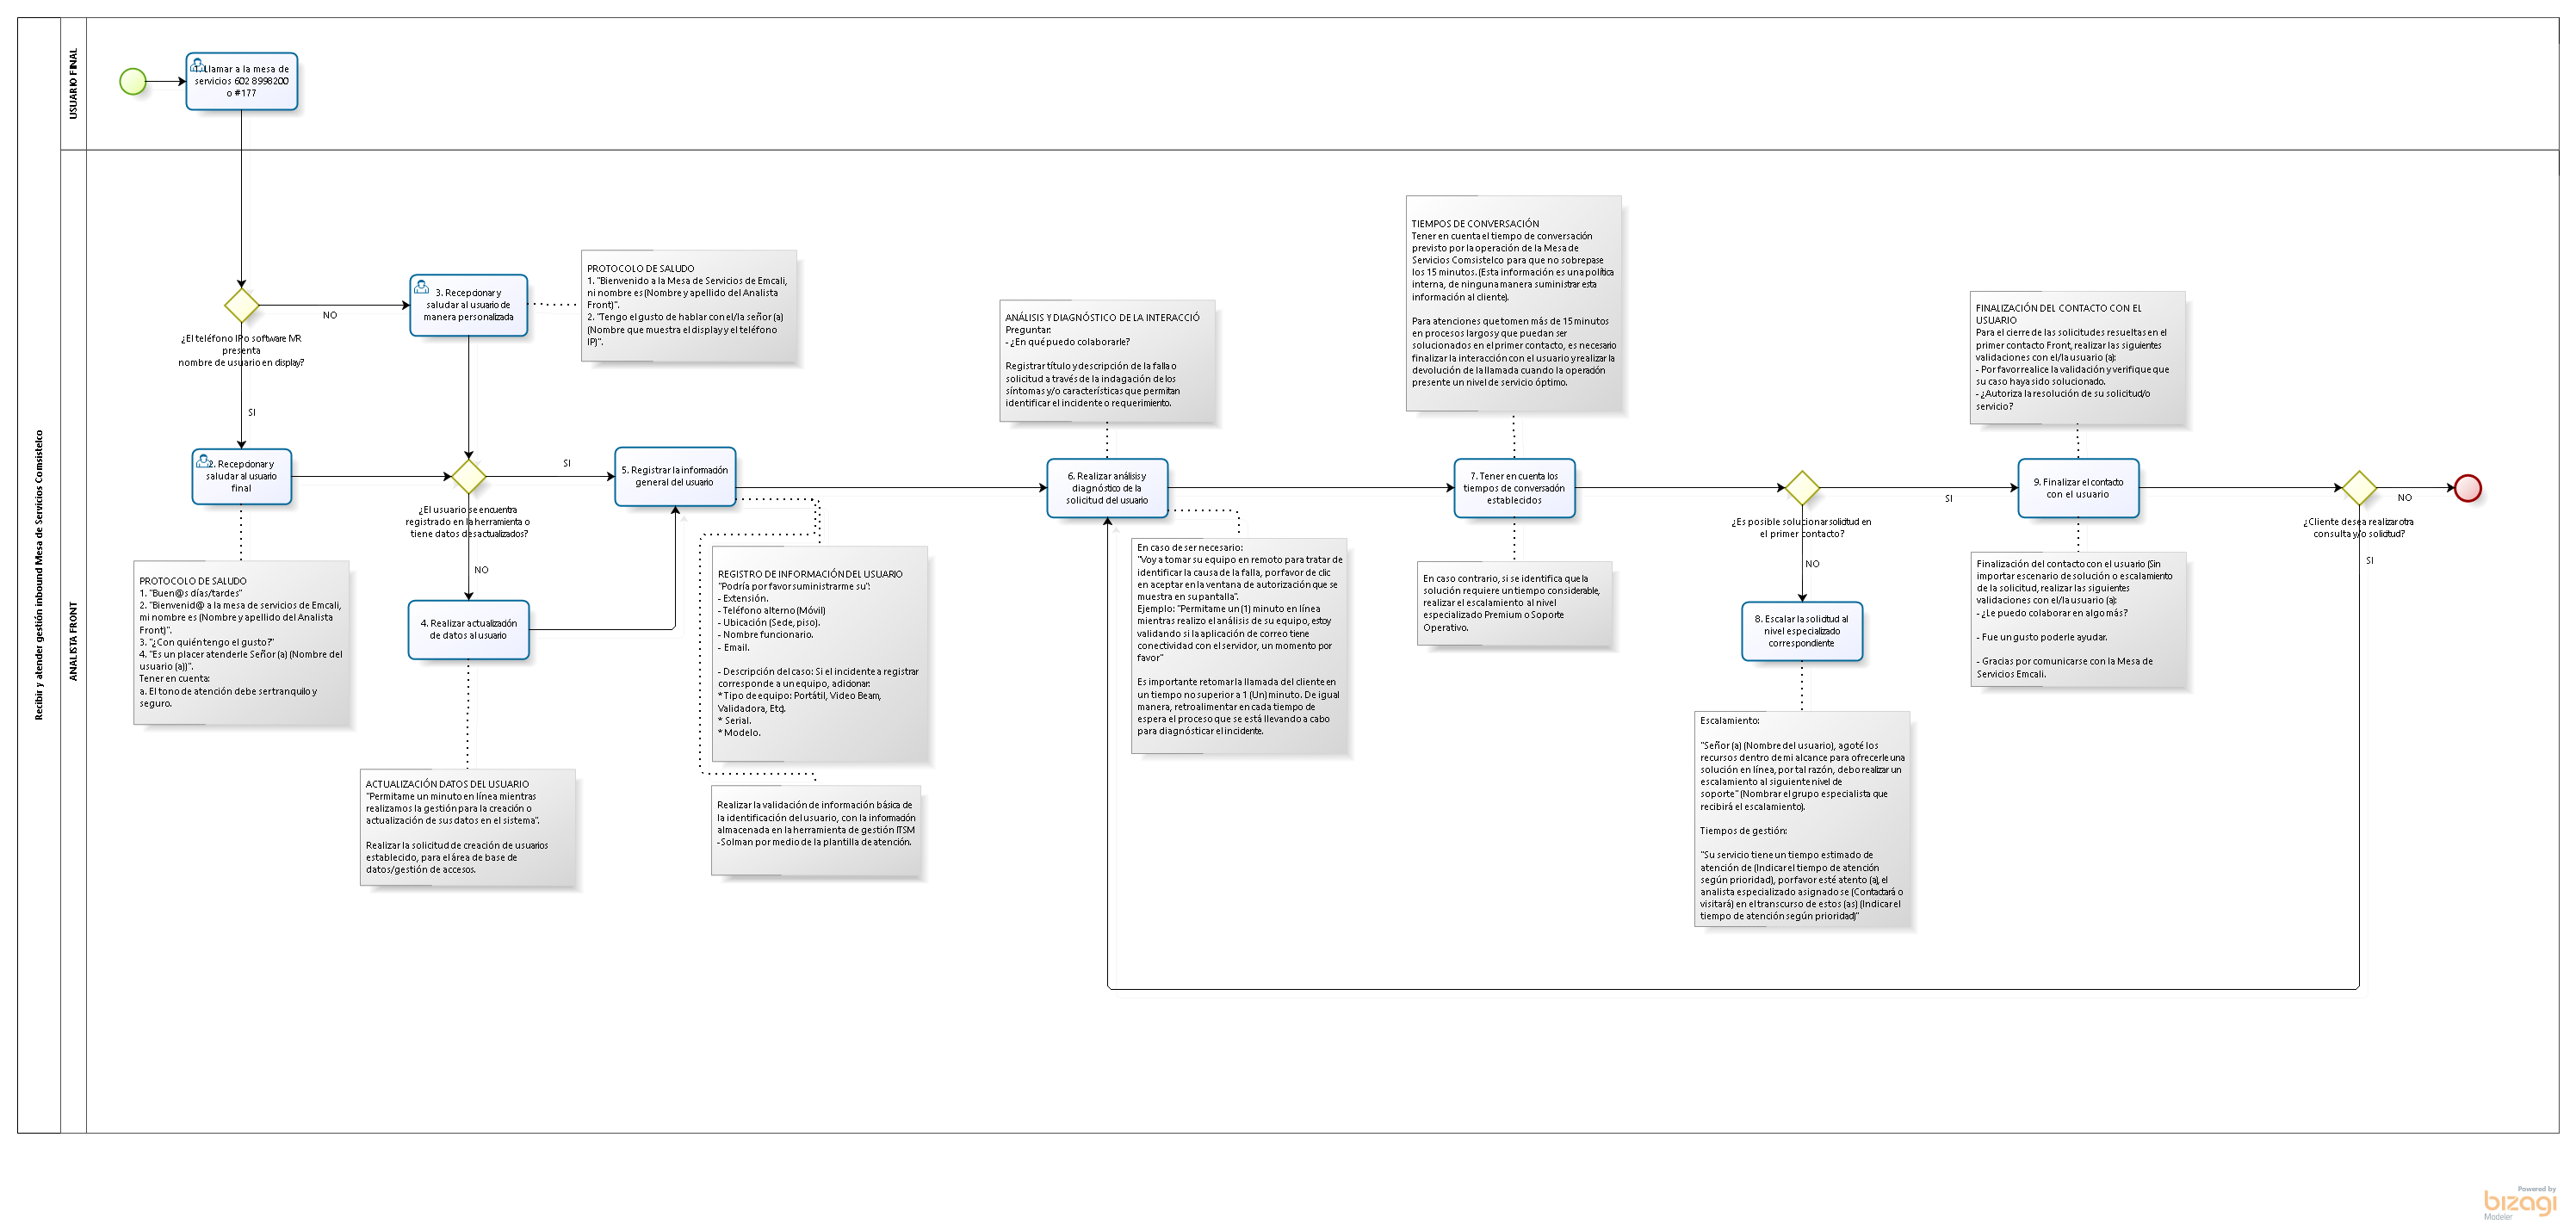 Recibir y atender gestión inbound Mesa de Servicios Comsistelco
USUARIO FINAL
1. Llamar a la mesa de
servicios 602 8998200
o #177
ANALISTA FRONT
¿El teléfono IP o software IVR
presenta
nombre de usuario en display?
NO
SI
3. Recepcionar y
saludar al usuario de
manera personalizada
PROTOCOLO DE SALUDO
1. "Bienvenido a la Mesa de Servicios de Emcali,
ni nombre es (Nombre y apellido del Analista
Front)".
2. "Tengo el gusto de hablar con el/la señor (a)
(Nombre que muestra el display y el teléfono
IP)".
2. Recepcionar y
saludar al usuario
final
PROTOCOLO DE SALUDO
1. "Buen@s días/tardes"
2. "Bienvenid@ a la mesa de servicios de Emcali,
mi nombre es (Nombre y apellido del Analista
Front)".
3. "¿Con quién tengo el gusto?"
4. "Es un placer atenderle Señor (a) (Nombre del
usuario (a))".
Tener en cuenta:
a. El tono de atención debe ser tranquilo y
seguro.
¿El usuario se encuentra
registrado en la herramienta o
tiene datos desactualizados?
SI
NO
4. Realizar actualización
de datos al usuario
ACTUALIZACIÓN DATOS DEL USUARIO
"Permitame un minuto en línea mientras
realizamos la gestión para la creación o
actualización de sus datos en el sistema".
Realizar la solicitud de creación de usuarios
establecido, para el área de base de
datos/gestión de accesos.
5. Registrar la información
general del usuario
REGISTRO DE INFORMACIÓN DEL USUARIO
"Podría por favor suministrarme su":
- Extensión.
- Teléfono alterno (Móvil)
- Ubicación (Sede, piso).
- Nombre funcionario.
- Email.
- Descripción del caso: Si el incidente a registrar
corresponde a un equipo, adicionar:
* Tipo de equipo: Portátil, Video Beam,
Validadora, Etc).
* Serial.
* Modelo.
Realizar la validación de información básica de
la identificación del usuario, con la información
almacenada en la herramienta de gestión ITSM
-Solman por medio de la plantilla de atención.
ANÁLISIS Y DIAGNÓSTICO DE LA INTERACCIÓ
Preguntar:
- ¿En qué puedo colaborarle?
Registrar título y descripción de la falla o
solicitud a través de la indagación de los
síntomas y/o características que permitan
identificar el incidente o requerimiento.
6. Realizar análisis y
diagnóstico de la
solicitud del usuario
En caso de ser necesario:
"Voy a tomar su equipo en remoto para tratar de
identificar la causa de la falla, por favor de clic
en aceptar en la ventana de autorización que se
muestra en su pantalla".
Ejemplo: "Permitame un (1) minuto en línea
mientras realizo el análisis de su equipo, estoy
validando si la aplicación de correo tiene
conectividad con el servidor, un momento por
favor"
Es importante retomar la llamada del cliente en
un tiempo no superior a 1 (Un) minuto. De igual
manera, retroalimentar en cada tiempo de
espera el proceso que se está llevando a cabo
para diagnósticar el incidente.
TIEMPOS DE CONVERSACIÓN
Tener en cuenta el tiempo de conversación
previsto por la operación de la Mesa de
Servicios Comsistelco para que no sobrepase
los 15 minutos. (Esta información es una política
interna, de ninguna manera suministrar esta
información al cliente).
Para atenciones que tomen más de 15 minutos
en procesos largos y que puedan ser
solucionados en el primer contacto, es necesario
finalizar la interacción con el usuario y realizar la
devolución de la llamada cuando la operación
presente un nivel de servicio óptimo.
7. Tener en cuenta los
tiempos de conversación
establecidos
En caso contrario, si se identifica que la
solución requiere un tiempo considerable,
realizar el escalamiento al nivel
especializado Premium o Soporte
Operativo.
¿Es posible solucionar solicitud en
el primer contacto?
SI
NO
8. Escalar la solicitud al
nivel especializado
correspondiente
Escalamiento:
"Señor (a) (Nombre del usuario), agoté los
recursos dentro de mi alcance para ofrecerle una
solución en línea, por tal razón, debo realizar un
escalamiento al siguiente nivel de
soporte" (Nombrar el grupo especialista que
recibirá el escalamiento).
Tiempos de gestión:
"Su servicio tiene un tiempo estimado de
atención de (Indicar el tiempo de atención
según prioridad), por favor esté atento (a), el
analista especializado asignado se (Contactará o
visitará) en el transcurso de estos (as) (Indicar el
tiempo de atención según prioridad)"
FINALIZACIÓN DEL CONTACTO CON EL
USUARIO
Para el cierre de las solicitudes resueltas en el
primer contacto Front, realizar las siguientes
validaciones con el/la usuario (a):
- Por favor realice la validación y verifique que
su caso haya sido solucionado.
- ¿Autoriza la resolución de su solicitud/o
servicio?
9. Finalizar el contacto
con el usuario
Finalización del contacto con el usuario (Sin
importar escenario de solución o escalamiento
de la solicitud, realizar las siguientes
validaciones con el/la usuario (a):
- ¿Le puedo colaborar en algo más?
- Fue un gusto poderle ayudar.
- Gracias por comunicarse con la Mesa de
Servicios Emcali.
¿Cliente desea realizar otra
consulta y/o solicitud?
NO
SI
Powered by
bizagi
Modeler